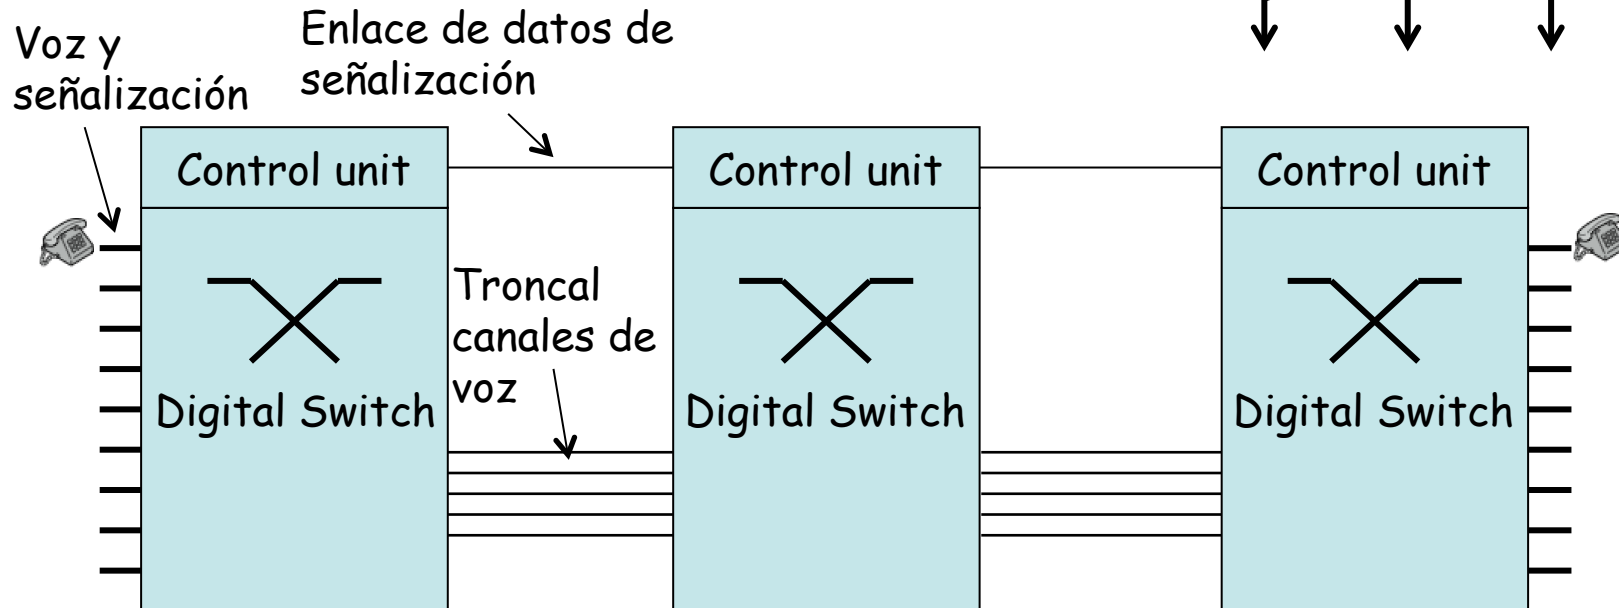 Voz y
señalización
Enlace de datos de
señalización
Control unit
Control unit
Control unit
Troncal
canales de
voz
Digital Switch
Digital Switch
Digital Switch